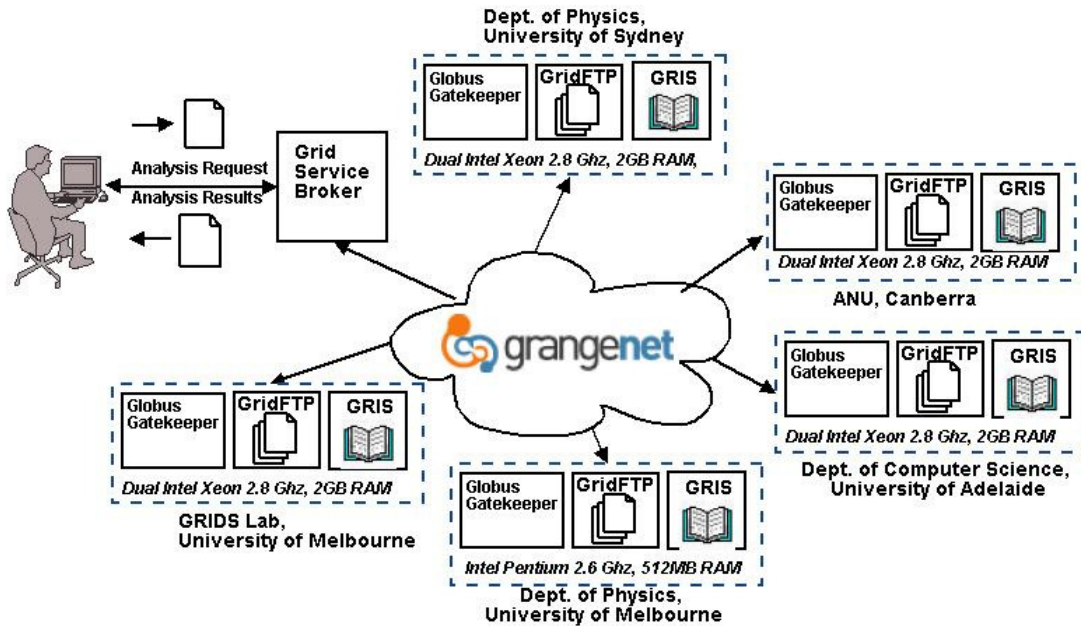 Dept. of Physics,
University of Sydney
Globus
Gatekeeper
GridFTP
GRIS
Dual Intel Xeon 2.8 Ghz, 2GB RAM,
Analysis Request
Analysis Results
Grid
Service
Broker
Globus
Gatekeeper
GridFTP
GRIS
Dual Intel Xeon 2.8 Ghz, 2GB RAM
ANU, Canberra
grangenet
Globus
Gatekeeper
GridFTP
GRIS
Dual Intel Xeon 2.8 Ghz, 2GB RAM
Dept. of Computer Science,
University of Adelaide
Globus
Gatekeeper
GridFTP
GRIS
Dual Intel Xeon 2.8 Ghz, 2GB RAM
GRIDS Lab,
University of Melbourne
Globus
Gatekeeper
GridFTP
GRIS
Intel Pentium 2.6 Ghz, 512MB RAM
Dept. of Physics,
University of Melbourne